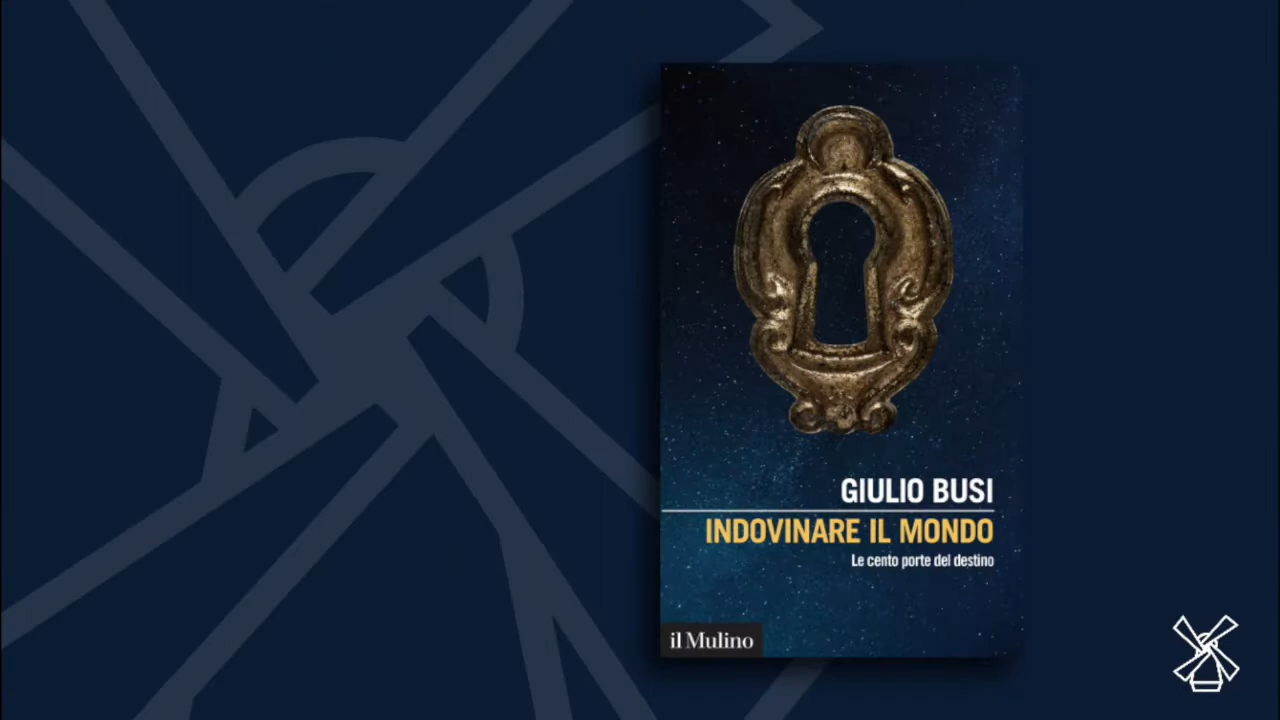 GIULIO BUSI
INDOVINARE IL MONDO
Le cento porte del destino
il Mulino